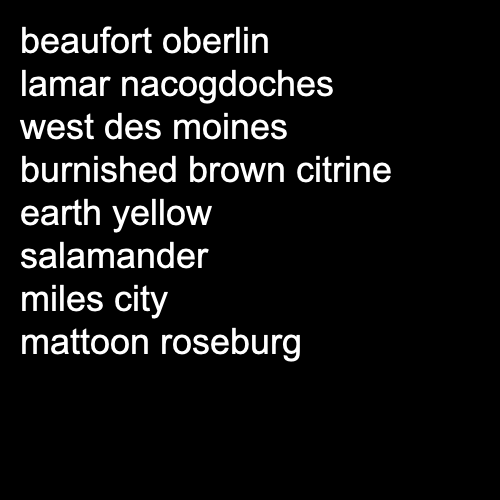 beaufort oberlin
lamar nacogdoches
west des moines
burnished brown citrine
earth yellow
salamander
miles city
mattoon roseburg